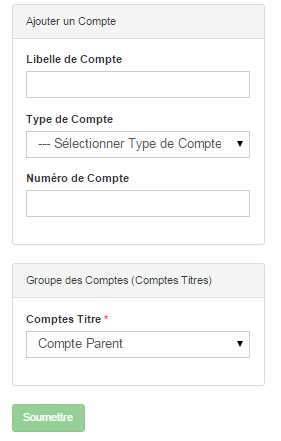 Ajouter un Compte
Libelle de Compte
Type de Compte
--- Sélectionner Type de Compte
Numéro de Compte
Groupe des Comptes (Comptes Titres)
Comptes Titre *
Compte Parent
Soumettre